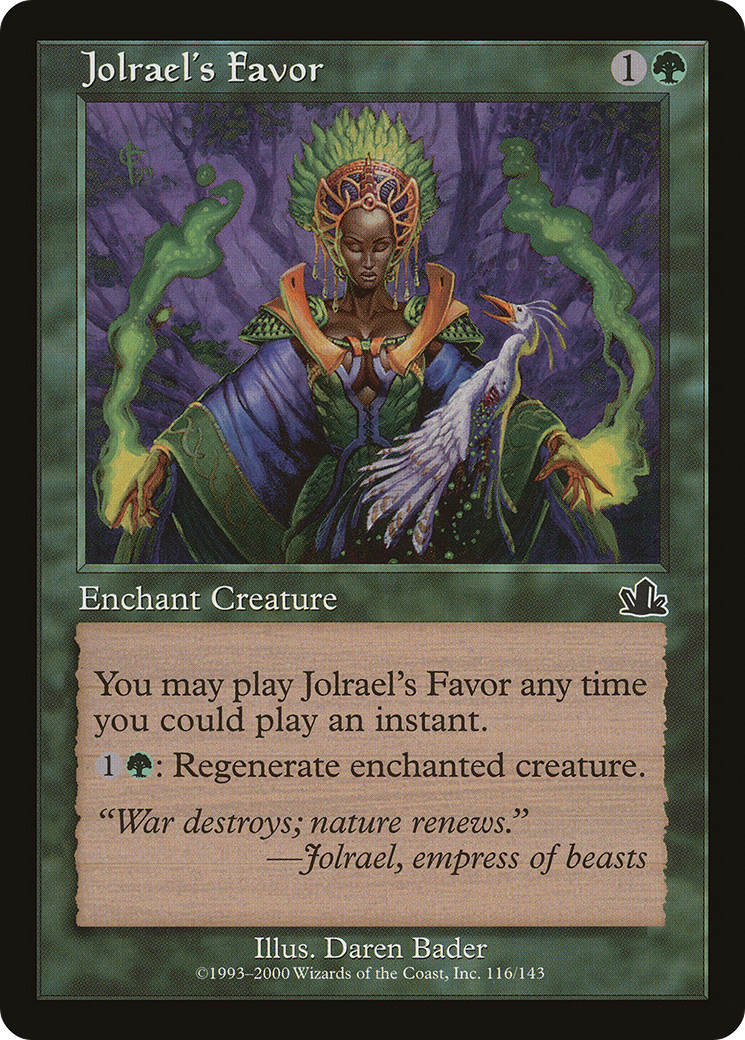 Jolrael's Favor 1
Enchant Creature
You may play Jolrael's Favor any time
you could play an instant.
1 : Regenerate enchanted creature.
“War destroys; nature renews.”
—Jolrael, empress of beasts
Illus. Daren Bader
©1993–2000 Wizards of the Coast, Inc. 116/143